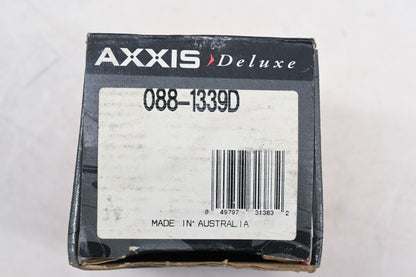 AXXIS Deluxe
088-1339D
0 49797 31383 2
MADE IN AUSTRALIA